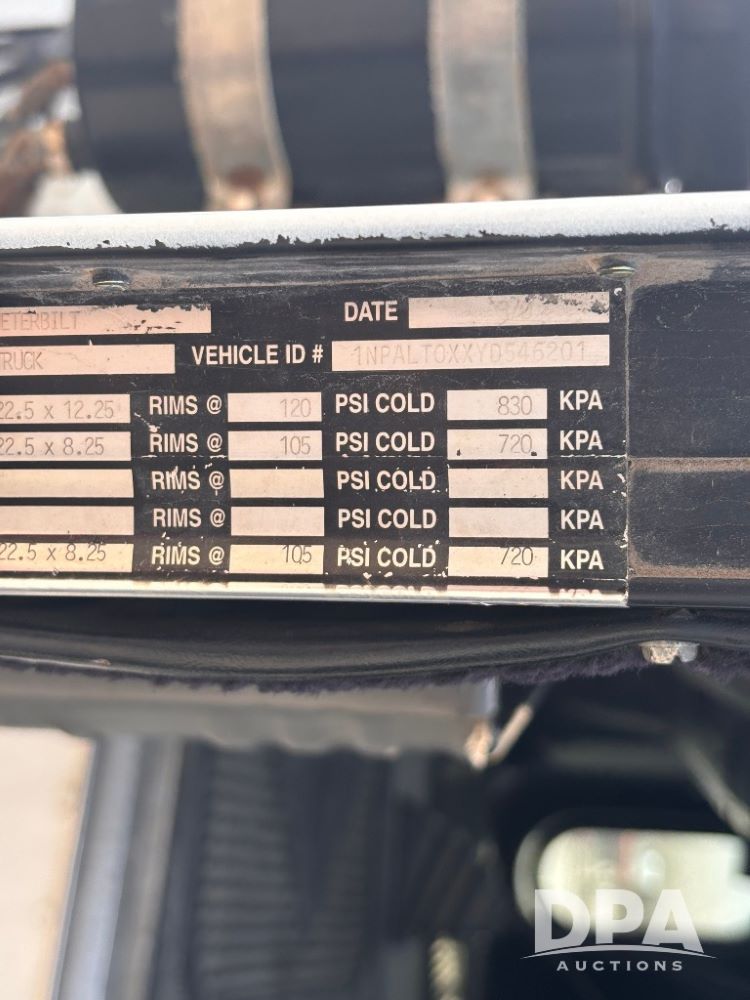 ETERBILT DATE
TRUCK VEHICLE ID # 1NPALT0XXYD546201
22.5 x 12.25 RIMS @ 120 PSI COLD 830 KPA
22.5 x 8.25 RIMS @ 105 PSI COLD 720 KPA
RIMS @ PSI COLD KPA
RIMS @ PSI COLD KPA
22.5 x 8.25 RIMS @ 105 PSI COLD 720 KPA
DPA
AUCTIONS